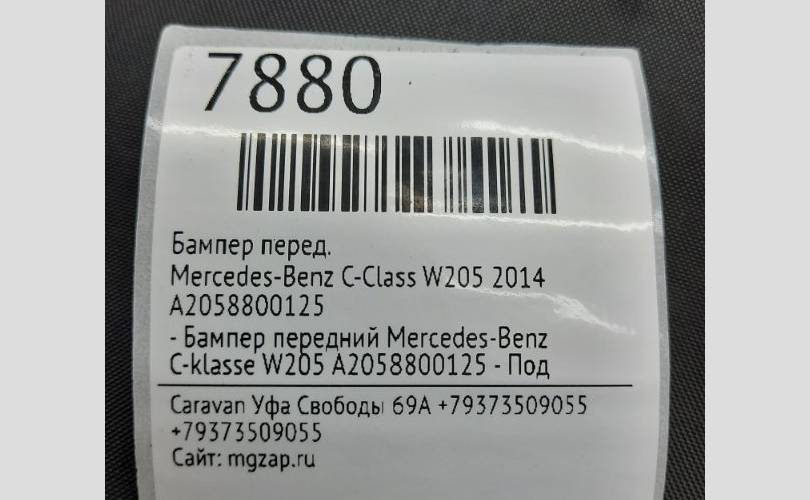 7880
Бампер перед.
Mercedes-Benz C-Class W205 2014
A2058800125
- Бампер передний Mercedes-Benz
C-klasse W205 A2058800125 - Под
Caravan Уфа Свободы 69А +79373509055
+79373509055
Сайт: mgzap.ru